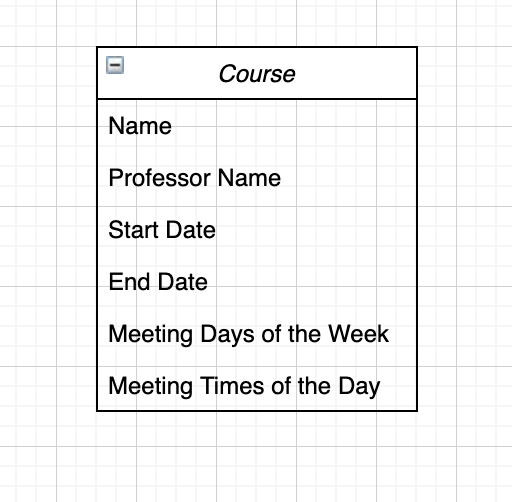 Course
Name
Professor Name
Start Date
End Date
Meeting Days of the Week
Meeting Times of the Day